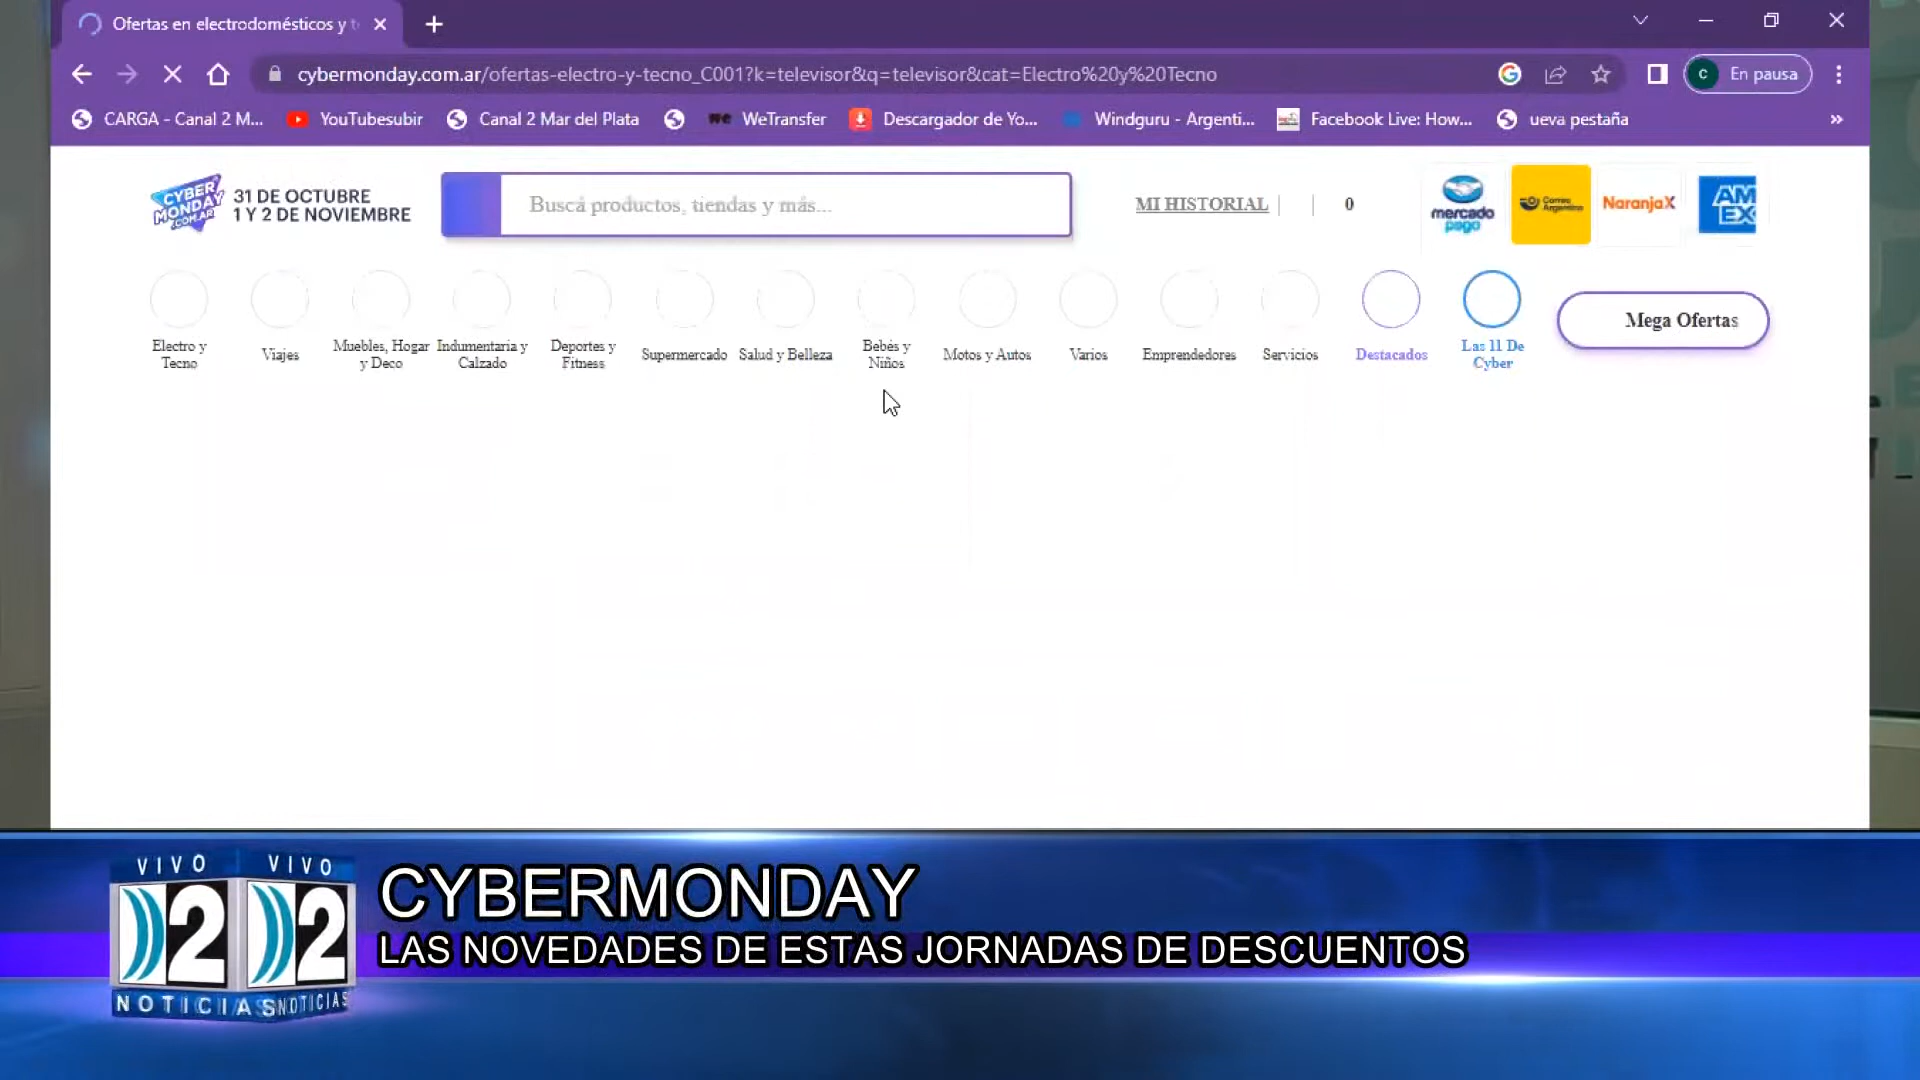 Ofertas en electrodomésticos y t
cybermonday.com.ar/ofertas-electro-y-tecno_C001?k=televisor&q=televisor&cat=Electro%20y%20Tecno
C
En pausa
CARGA - Canal 2 M...
YouTubesubir
Canal 2 Mar del Plata
we WeTransfer
Descargador de Yo...
Windguru - Argenti...
Facebook Live: How...
ueva pestaña
»
CYBER
MONDAY
.COM.AR
31 DE OCTUBRE
1 Y 2 DE NOVIEMBRE
Buscá productos, tiendas y más...
MI HISTORIAL
0
mercado
pago
Correo
Argentino
NaranjaX
AM
EX
Electro y
Tecno
Viajes
Muebles, Hogar
y Deco
Indumentaria y
Calzado
Deportes y
Fitness
Supermercado
Salud y Belleza
Bebés y
Niños
Motos y Autos
Varios
Emprendedores
Servicios
Destacados
Las 11 De
Cyber
Mega Ofertas
VIVO VIVO
2 2
NOTICIAS NOTICIAS
CYBERMONDAY
LAS NOVEDADES DE ESTAS JORNADAS DE DESCUENTOS